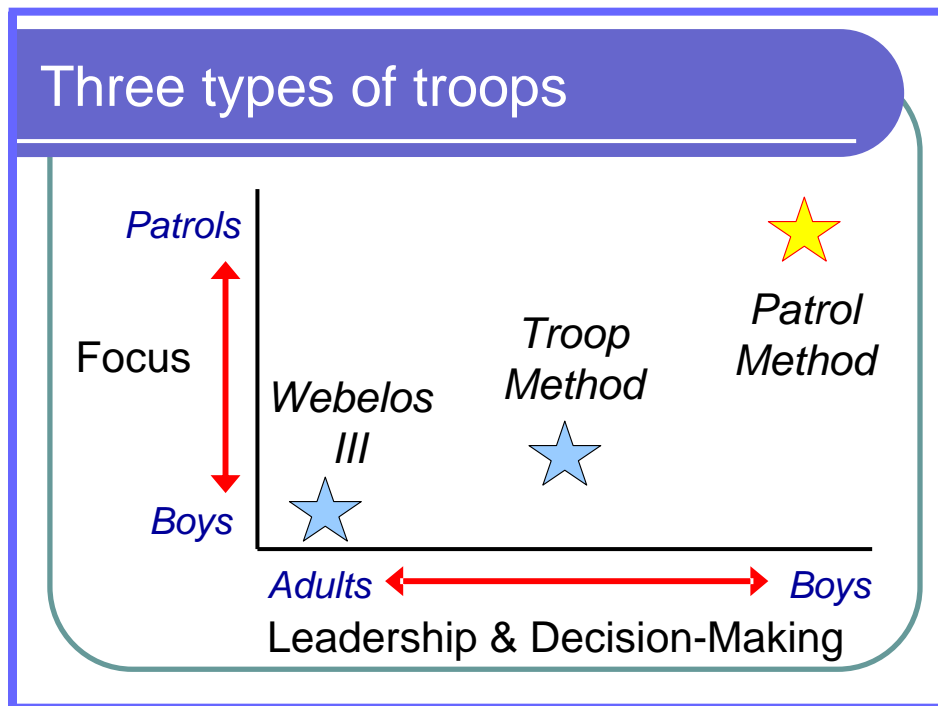 Three types of troops
Patrols
Focus
Boys
Webelos
III
Troop
Method
Patrol
Method
Adults
Boys
Leadership & Decision-Making